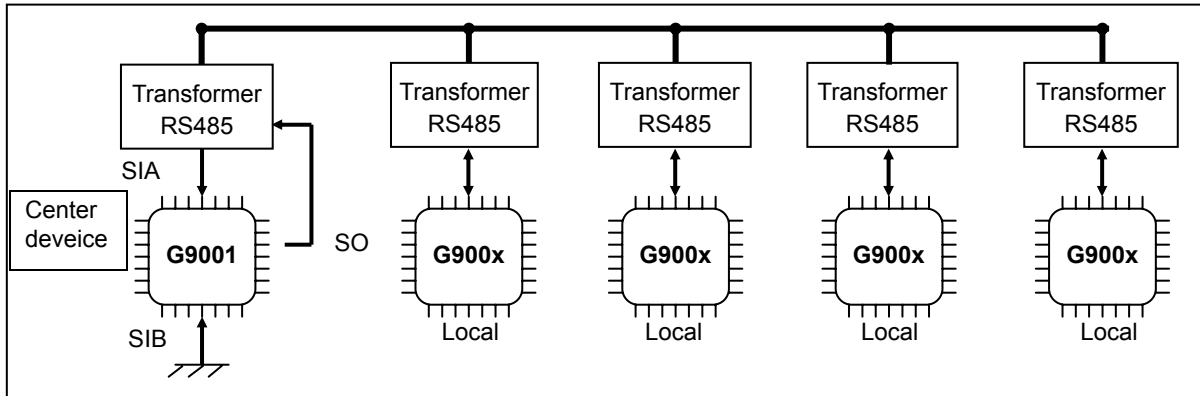 Transformer
RS485
Transformer
RS485
Transformer
RS485
Transformer
RS485
Transformer
RS485
SIA
Center
deveice
G9001
SO
G900x
G900x
G900x
G900x
SIB
Local
Local
Local
Local